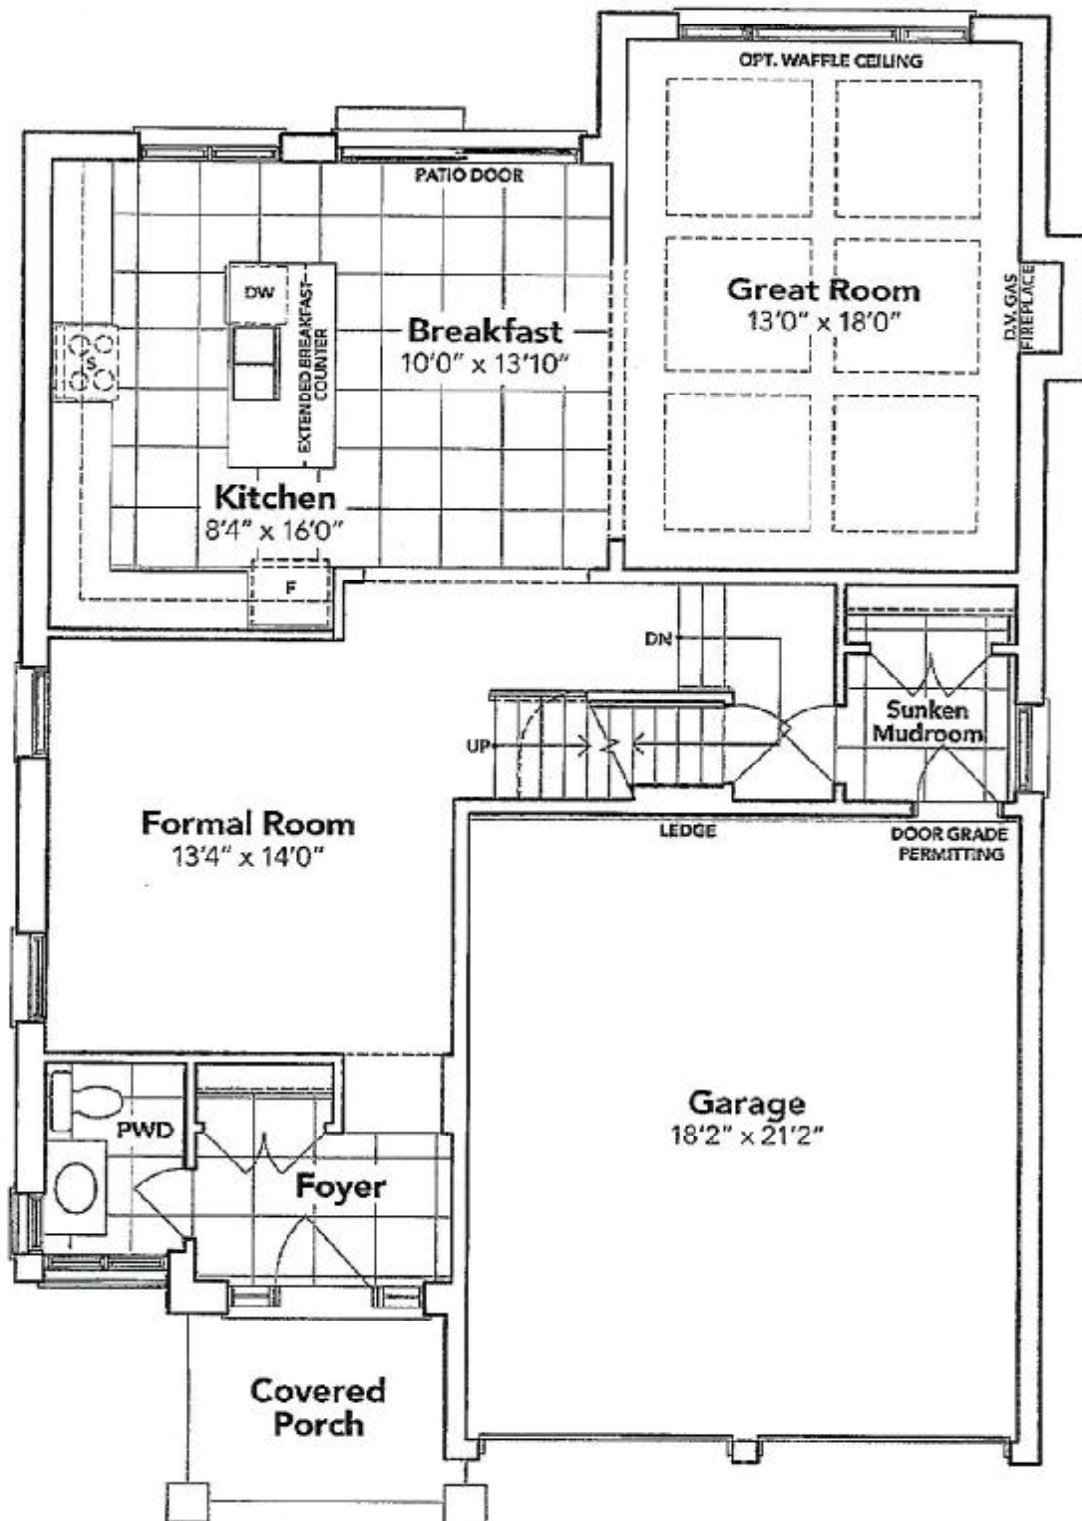 OPT. WAFFLE CEILING
PATIO DOOR
DW
EXTENDED BREAKFAST
COUNTER
Breakfast
10'0" x 13'10"
Great Room
13'0" x 18'0"
D.V. GAS
FIREPLACE
S
Kitchen
8'4" x 16'0"
F
DN
UP
Sunken
Mudroom
Formal Room
13'4" x 14'0"
LEDGE
DOOR GRADE
PERMITTING
Garage
18'2" x 21'2"
PWD
Foyer
Covered
Porch